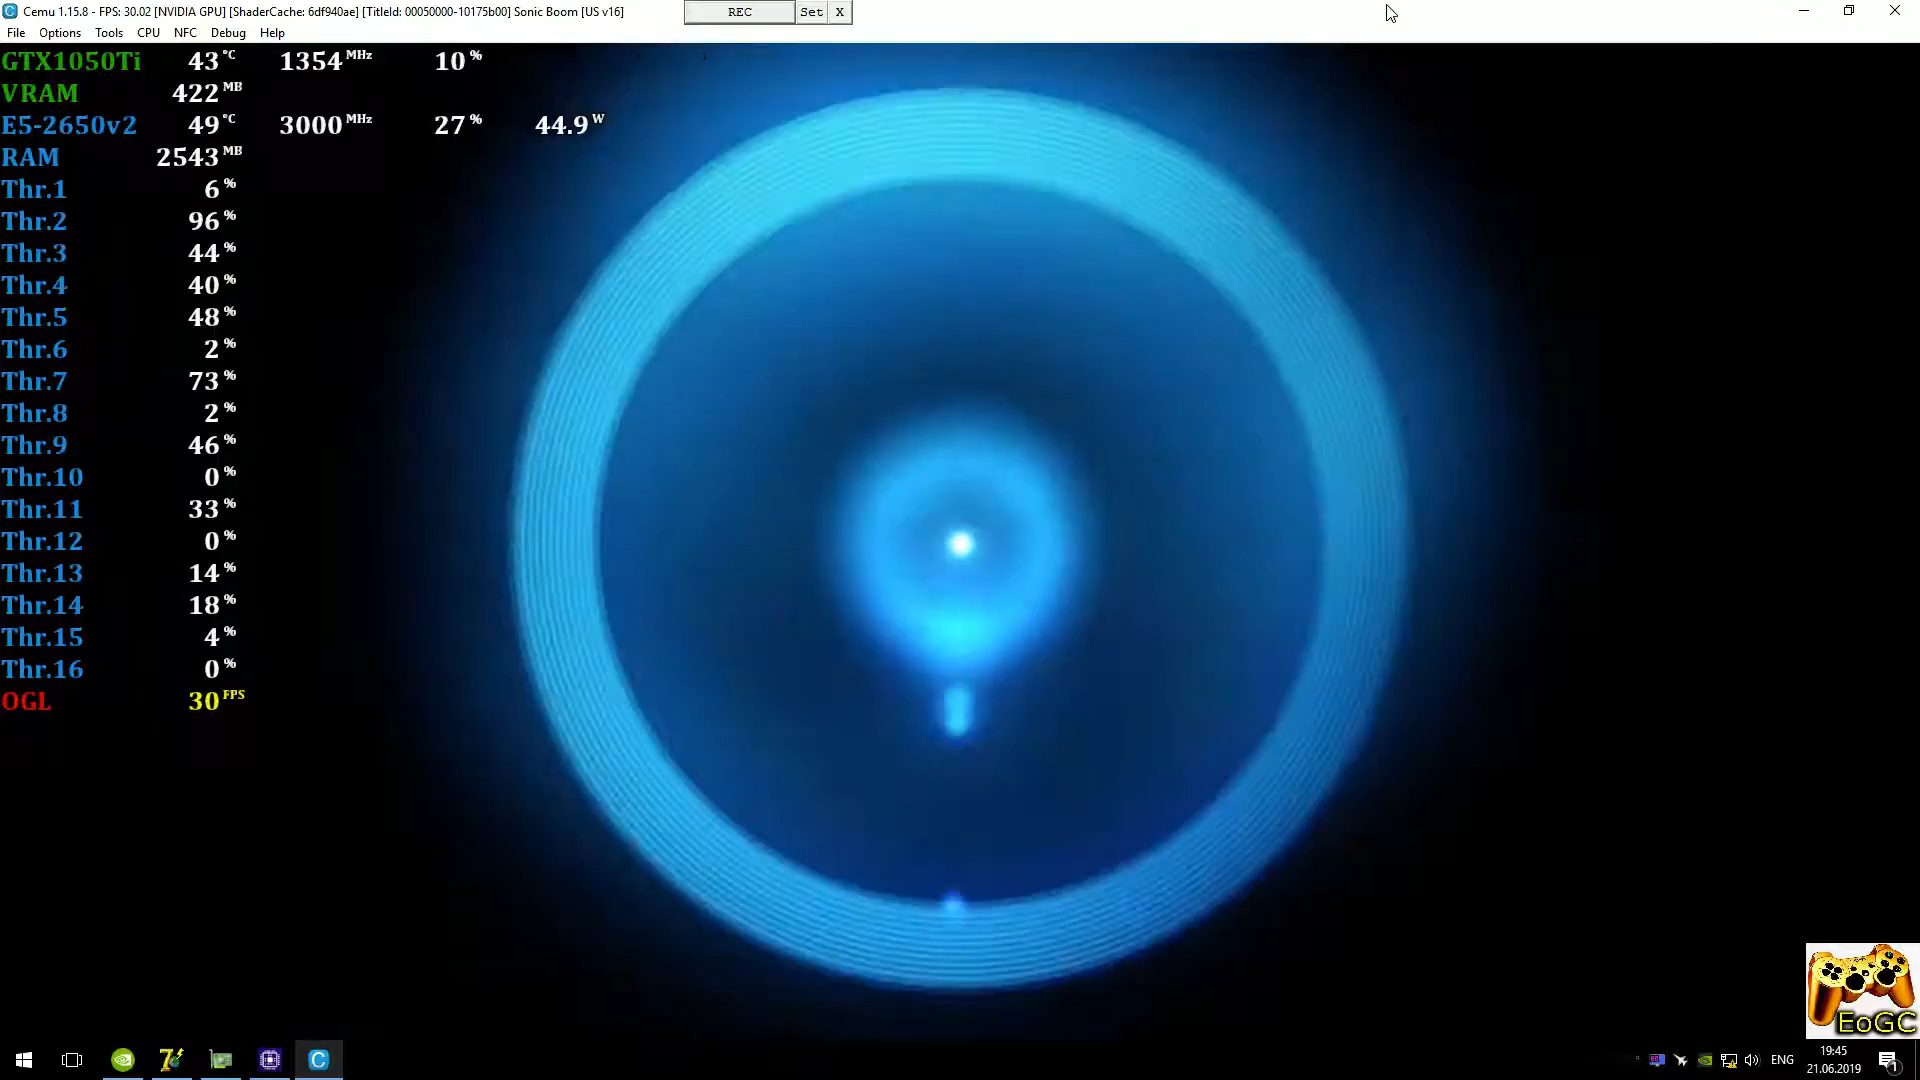 Cemu 1.15.8 - FPS: 30.02 [NVIDIA GPU] [ShaderCache: 6df940ae] [TitleId: 00050000-10175b00] Sonic Boom [US v16]
REC Set X
File Options Tools CPU NFC Debug Help
GTX1050Ti 43 °C 1354 MHz 10 %
VRAM 422 MB
E5-2650v2 49 °C 3000 MHz 27 % 44.9 W
RAM 2543 MB
Thr.1 6 %
Thr.2 96 %
Thr.3 44 %
Thr.4 40 %
Thr.5 48 %
Thr.6 2 %
Thr.7 73 %
Thr.8 2 %
Thr.9 46 %
Thr.10 0 %
Thr.11 33 %
Thr.12 0 %
Thr.13 14 %
Thr.14 18 %
Thr.15 4 %
Thr.16 0 %
OGL 30 FPS
EoGC
ENG
19:45
21.06.2019
1